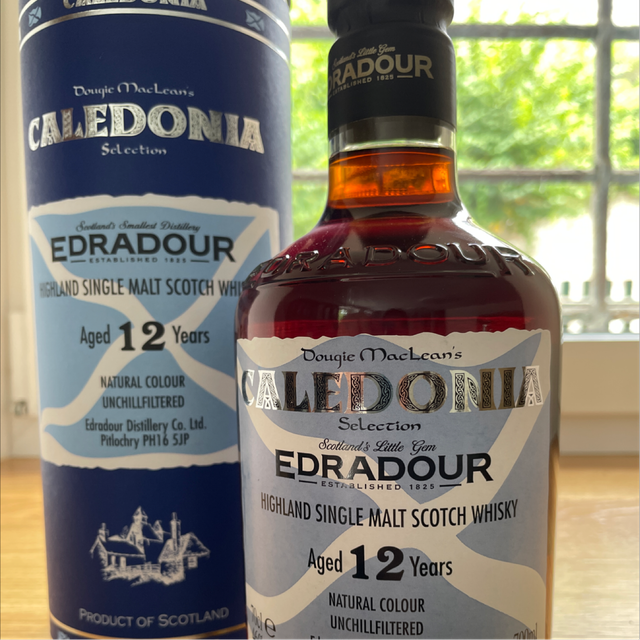 CALEDONIA
Dougie MacLean's
CALEDONIA
Selection
Scotland's Smallest Distillery
EDRADOUR
ESTABLISHED 1825
HIGHLAND SINGLE MALT SCOTCH
Aged 12 Years
NATURAL COLOUR
UNCHILLFILTERED
Edradour Distillery Co. Ltd.
Pitlochry PH16 5JP
PRODUCT OF SCOTLAND
Scotland's Little Gem
EDRADOUR
ESTABLISHED 1825
EDRADOUR
Dougie MacLean's
CALEDONIA
Selection
Scotland's Little Gem
EDRADOUR
ESTABLISHED 1825
HIGHLAND SINGLE MALT SCOTCH WHISKY
Aged 12 Years
NATURAL COLOUR
UNCHILLFILTERED